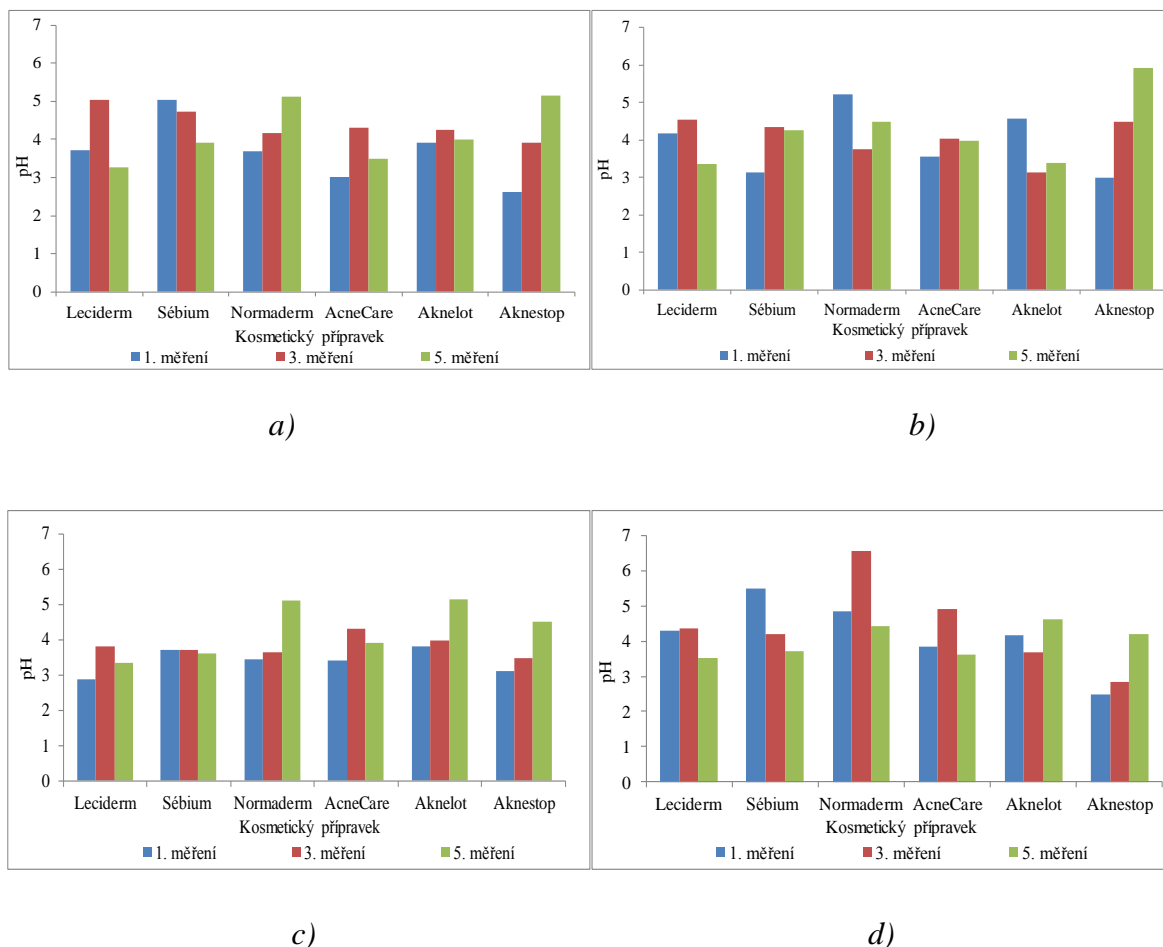 7
6
5
4
3
2
1
0
pH
Leciderm Sébium Normaderm AcneCare Aknelot Aknestop
Kosmetický přípravek
1. měření 3. měření 5. měření
a)
7
6
5
4
3
2
1
0
pH
Leciderm Sébium Normaderm AcneCare Aknelot Aknestop
Kosmetický přípravek
1. měření 3. měření 5. měření
b)
7
6
5
4
3
2
1
0
pH
Leciderm Sébium Normaderm AcneCare Aknelot Aknestop
Kosmetický přípravek
1. měření 3. měření 5. měření
c)
7
6
5
4
3
2
1
0
pH
Leciderm Sébium Normaderm AcneCare Aknelot Aknestop
Kosmetický přípravek
1. měření 3. měření 5. měření
d)